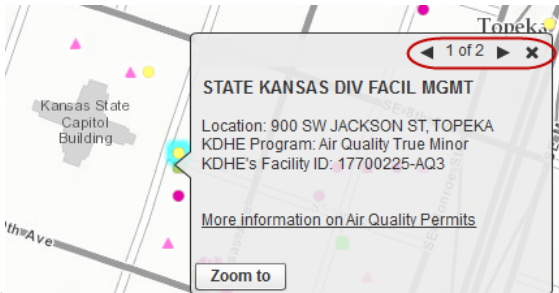 Topeka
◄ 1 of 2 ► ✖
STATE KANSAS DIV FACIL MGMT
Kansas State
Capitol
Building
Location: 900 SW JACKSON ST, TOPEKA
KDHE Program: Air Quality True Minor
KDHE's Facility ID: 17700225-AQ3
More information on Air Quality Permits
th Ave
Zoom to